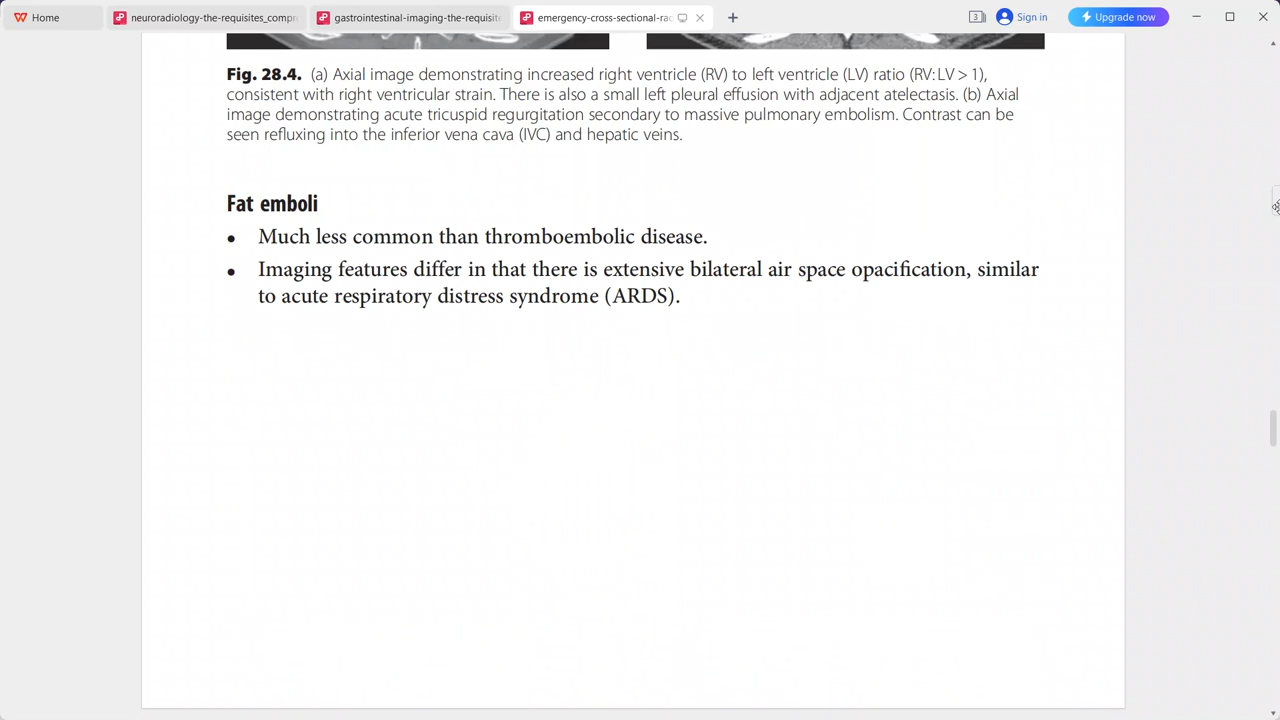 Home
neuroradiology-the-requisites_compr
gastrointestinal-imaging-the-requisite
emergency-cross-sectional-rac
3
Sign in
Upgrade now
Fig. 28.4. (a) Axial image demonstrating increased right ventricle (RV) to left ventricle (LV) ratio (RV: LV > 1),
consistent with right ventricular strain. There is also a small left pleural effusion with adjacent atelectasis. (b) Axial
image demonstrating acute tricuspid regurgitation secondary to massive pulmonary embolism. Contrast can be
seen refluxing into the inferior vena cava (IVC) and hepatic veins.
Fat emboli
• Much less common than thromboembolic disease.
• Imaging features differ in that there is extensive bilateral air space opacification, similar
to acute respiratory distress syndrome (ARDS).